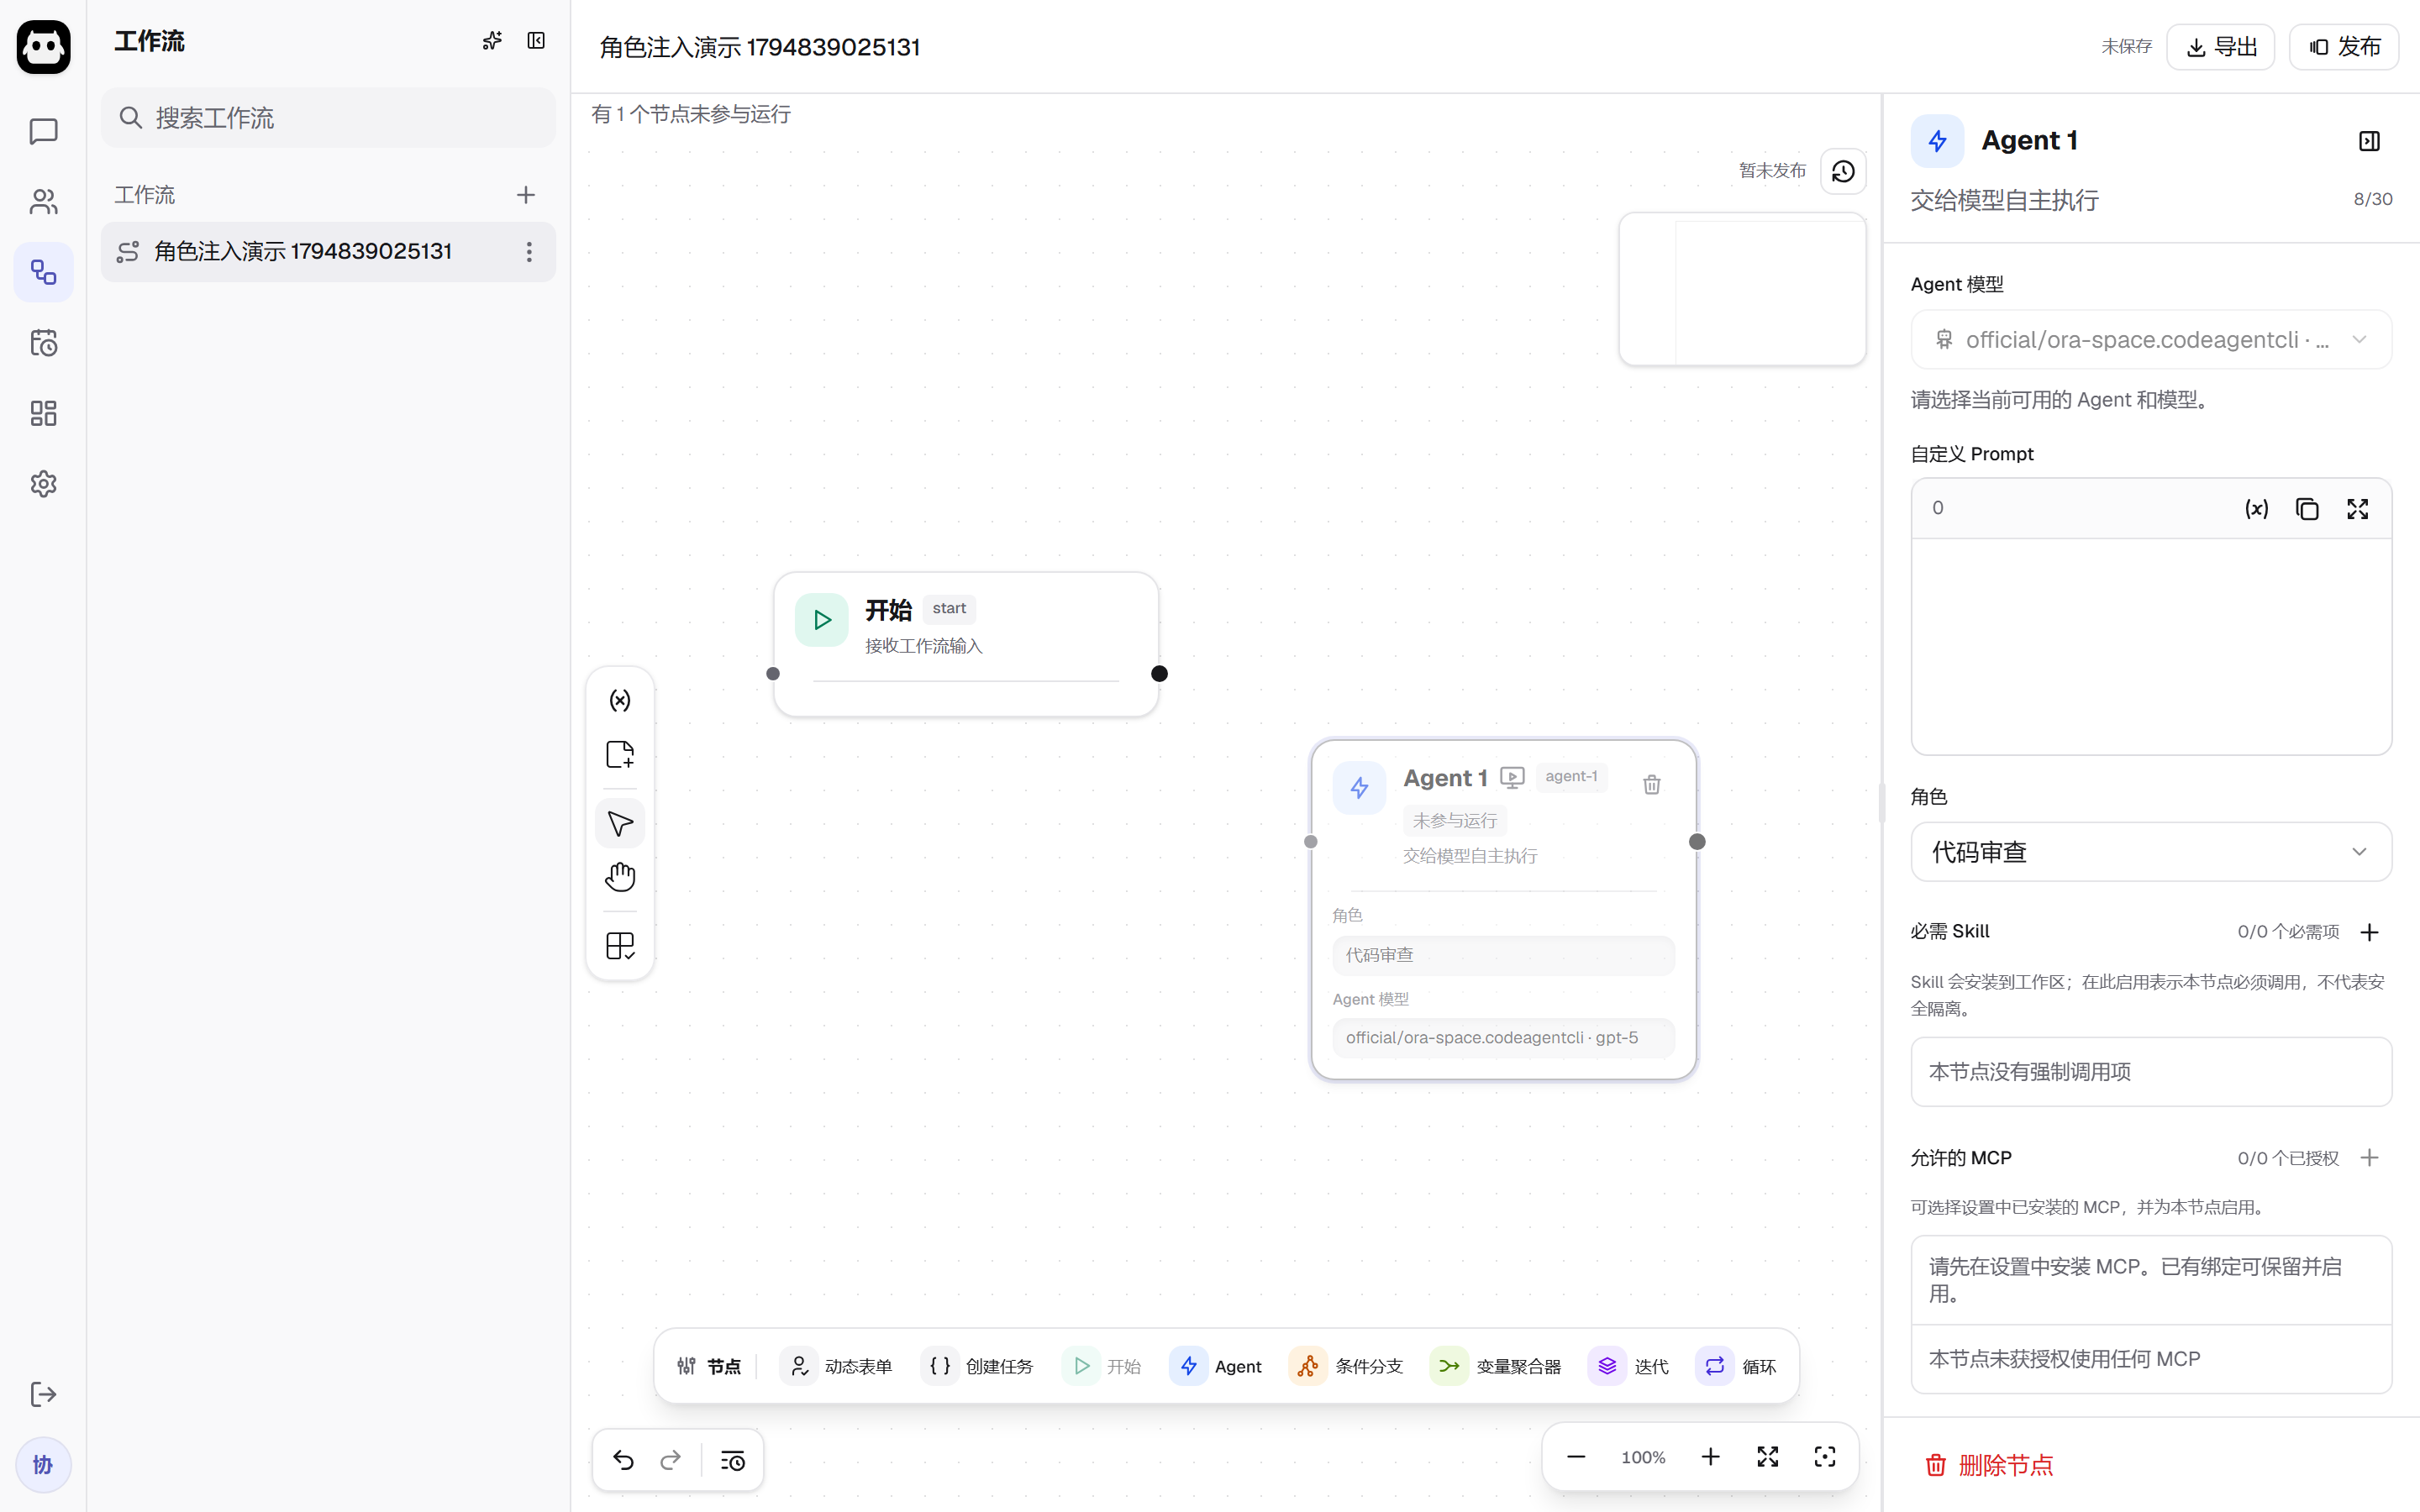 工作流
搜索工作流
工作流
角色注入演示 1794839025131
协
角色注入演示 1794839025131
未保存
导出
发布
有 1 个节点未参与运行
暂未发布
开始
start
接收工作流输入
Agent 1
agent-1
未参与运行
交给模型自主执行
角色
代码审查
Agent 模型
official/ora-space.codeagentcli · gpt-5
节点
动态表单
创建任务
开始
Agent
条件分支
变量聚合器
迭代
循环
100%
Agent 1
交给模型自主执行
8/30
Agent 模型
official/ora-space.codeagentcli · ...
请选择当前可用的 Agent 和模型。
自定义 Prompt
0
(x)
角色
代码审查
必需 Skill
0/0 个必需项
Skill 会安装到工作区；在此启用表示本节点必须调用，不代表安
全隔离。
本节点没有强制调用项
允许的 MCP
0/0 个已授权
可选择设置中已安装的 MCP，并为本节点启用。
请先在设置中安装 MCP。已有绑定可保留并启
用。
本节点未获授权使用任何 MCP
删除节点